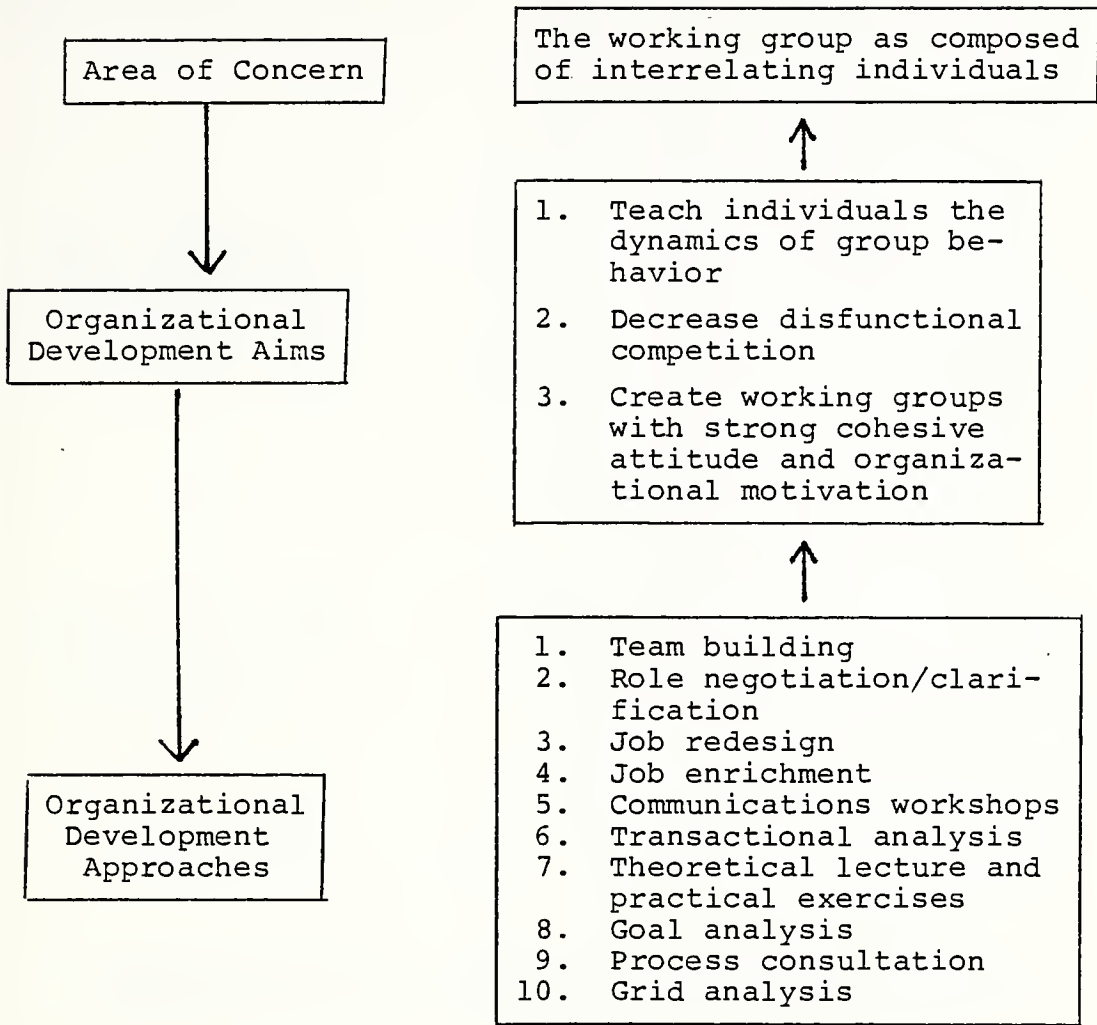 Area of Concern
Organizational
Development Aims
Organizational
Development
Approaches
The working group as composed
of interrelating individuals
1. Teach individuals the
dynamics of group be-
havior
2. Decrease disfunctional
competition
3. Create working groups
with strong cohesive
attitude and organiza-
tional motivation
1. Team building
2. Role negotiation/clari-
fication
3. Job redesign
4. Job enrichment
5. Communications workshops
6. Transactional analysis
7. Theoretical lecture and
practical exercises
8. Goal analysis
9. Process consultation
10. Grid analysis